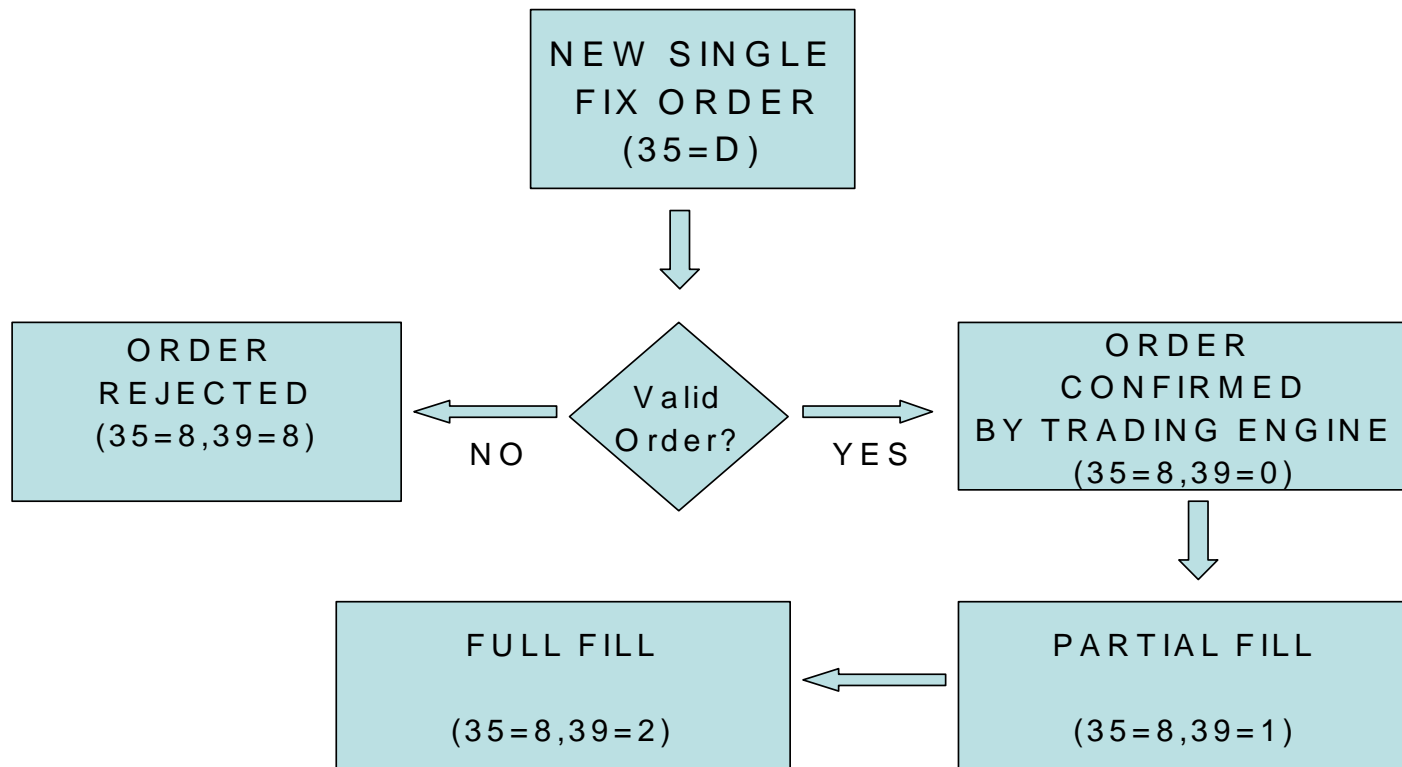 NEW SINGLE
FIX ORDER
(35=D)
ORDER
REJECTED
(35=8,39=8)
NO
Valid
Order?
YES
ORDER
CONFIRMED
BY TRADING ENGINE
(35=8,39=0)
FULL FILL
(35=8,39=2)
PARTIAL FILL
(35=8,39=1)